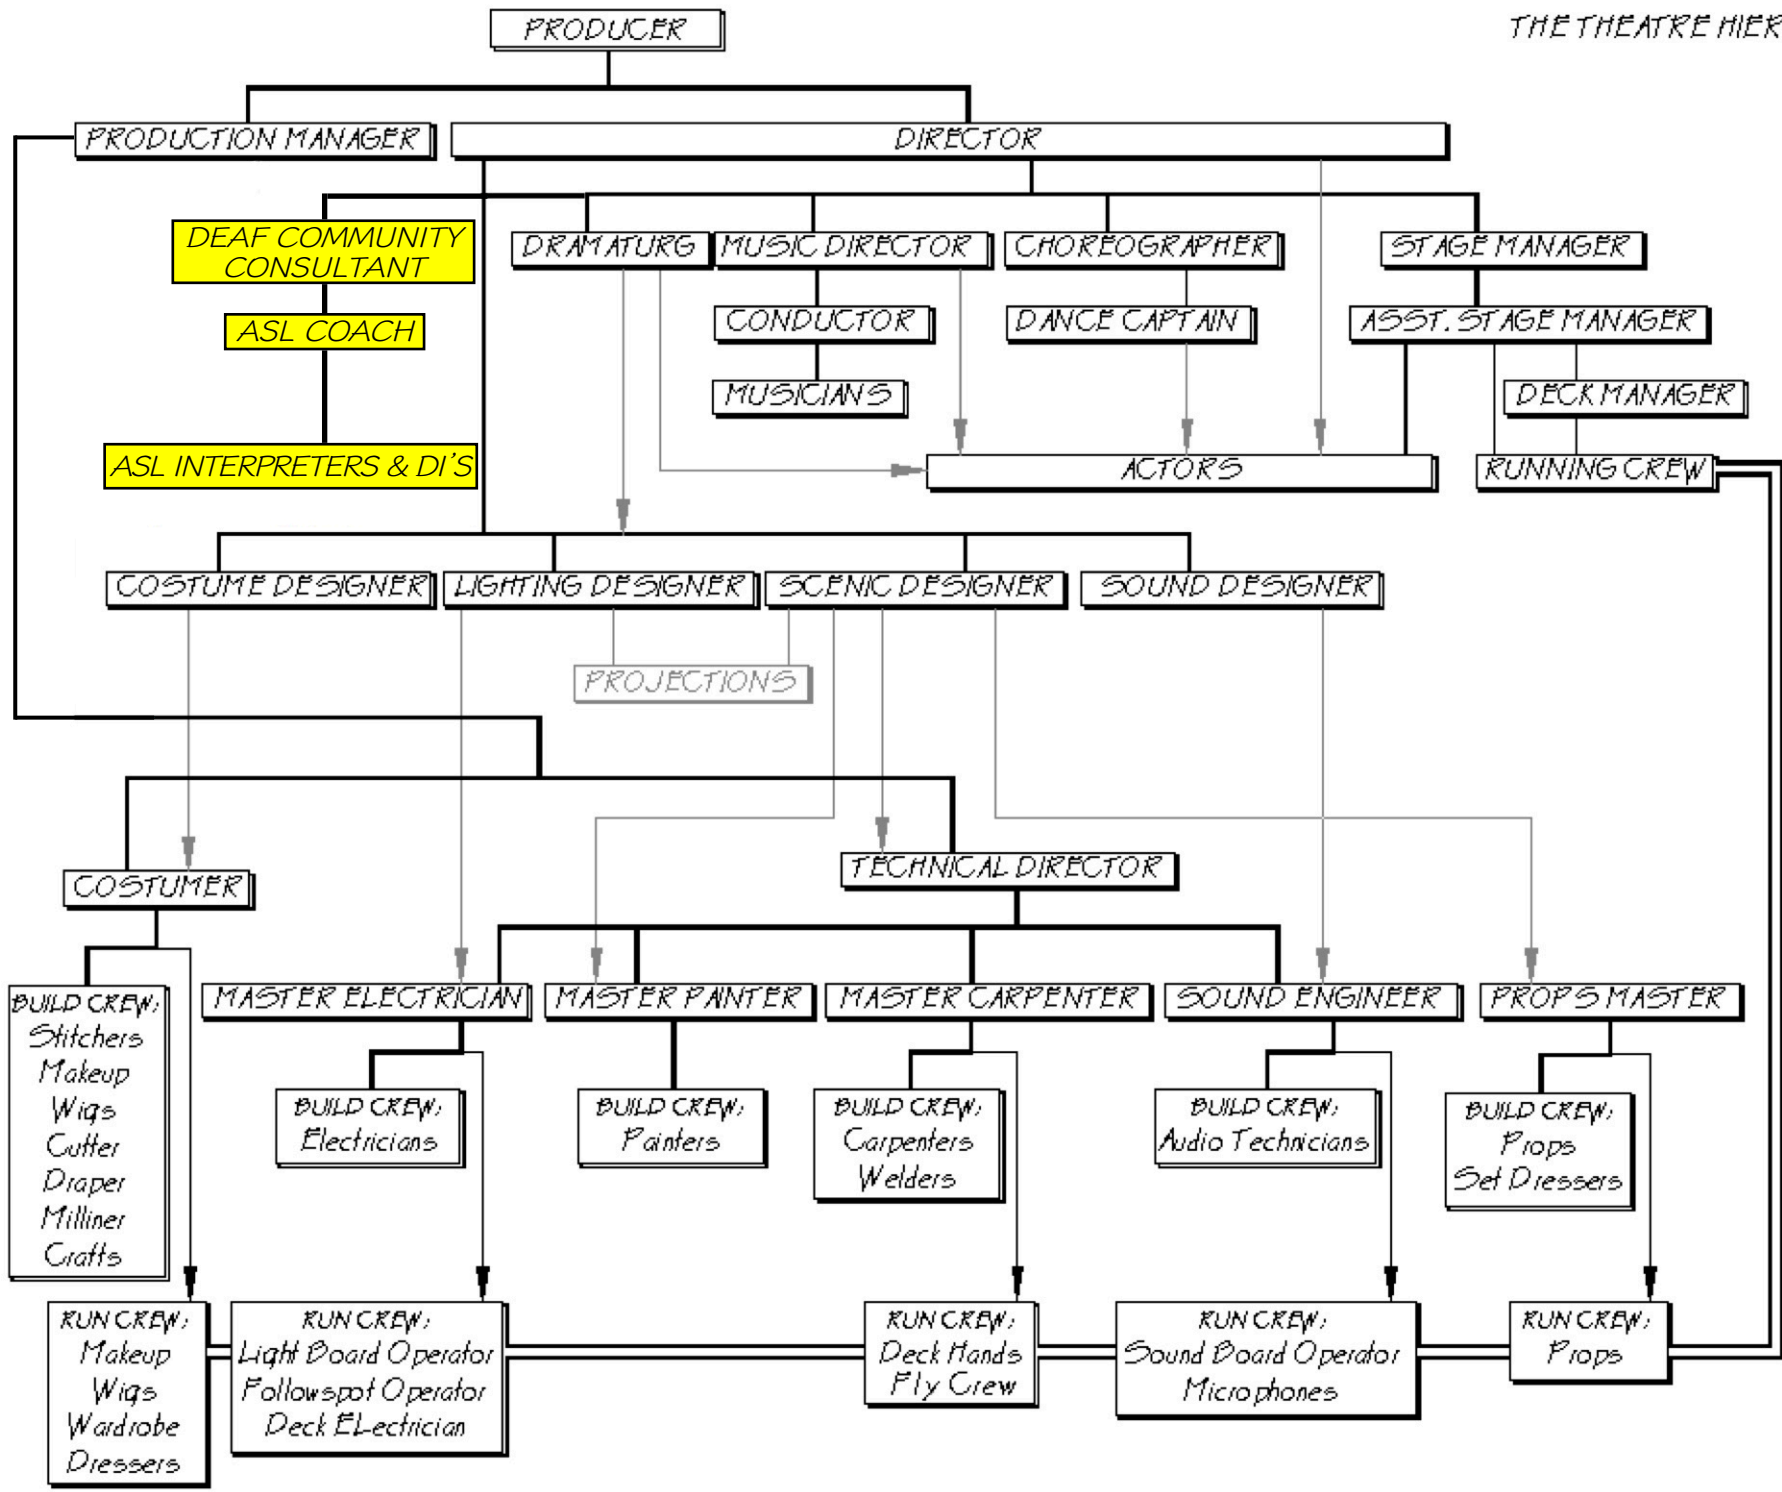 PRODUCER
THE THEATRE HIER
PRODUCTION MANAGER
DIRECTOR
DEAF COMMUNITY
CONSULTANT
DRAMATURG
MUSIC DIRECTOR
CHOREOGRAPHER
STAGE MANAGER
ASL COACH
CONDUCTOR
DANCE CAPTAIN
ASST. STAGE MANAGER
MUSICIANS
DECK MANAGER
ASL INTERPRETERS & DI'S
ACTORS
RUNNING CREW
COSTUME DESIGNER
LIGHTING DESIGNER
SCENIC DESIGNER
SOUND DESIGNER
PROJECTIONS
COSTUMER
TECHNICAL DIRECTOR
MASTER ELECTRICIAN
MASTER PAINTER
MASTER CARPENTER
SOUND ENGINEER
PROPS MASTER
BUILD CREW:
Stitchers
Makeup
Wigs
Cutter
Draper
Milliner
Crafts
BUILD CREW:
Electricians
BUILD CREW:
Painters
BUILD CREW:
Carpenters
Welders
BUILD CREW:
Audio Technicians
BUILD CREW:
Props
Set Dressers
RUN CREW:
Makeup
Wigs
Wardrobe
Dressers
RUN CREW:
Light Board Operator
Followspot Operator
Deck ELectrician
RUN CREW:
Deck Hands
Fly Crew
RUN CREW:
Sound Board Operator
Microphones
RUN CREW:
Props